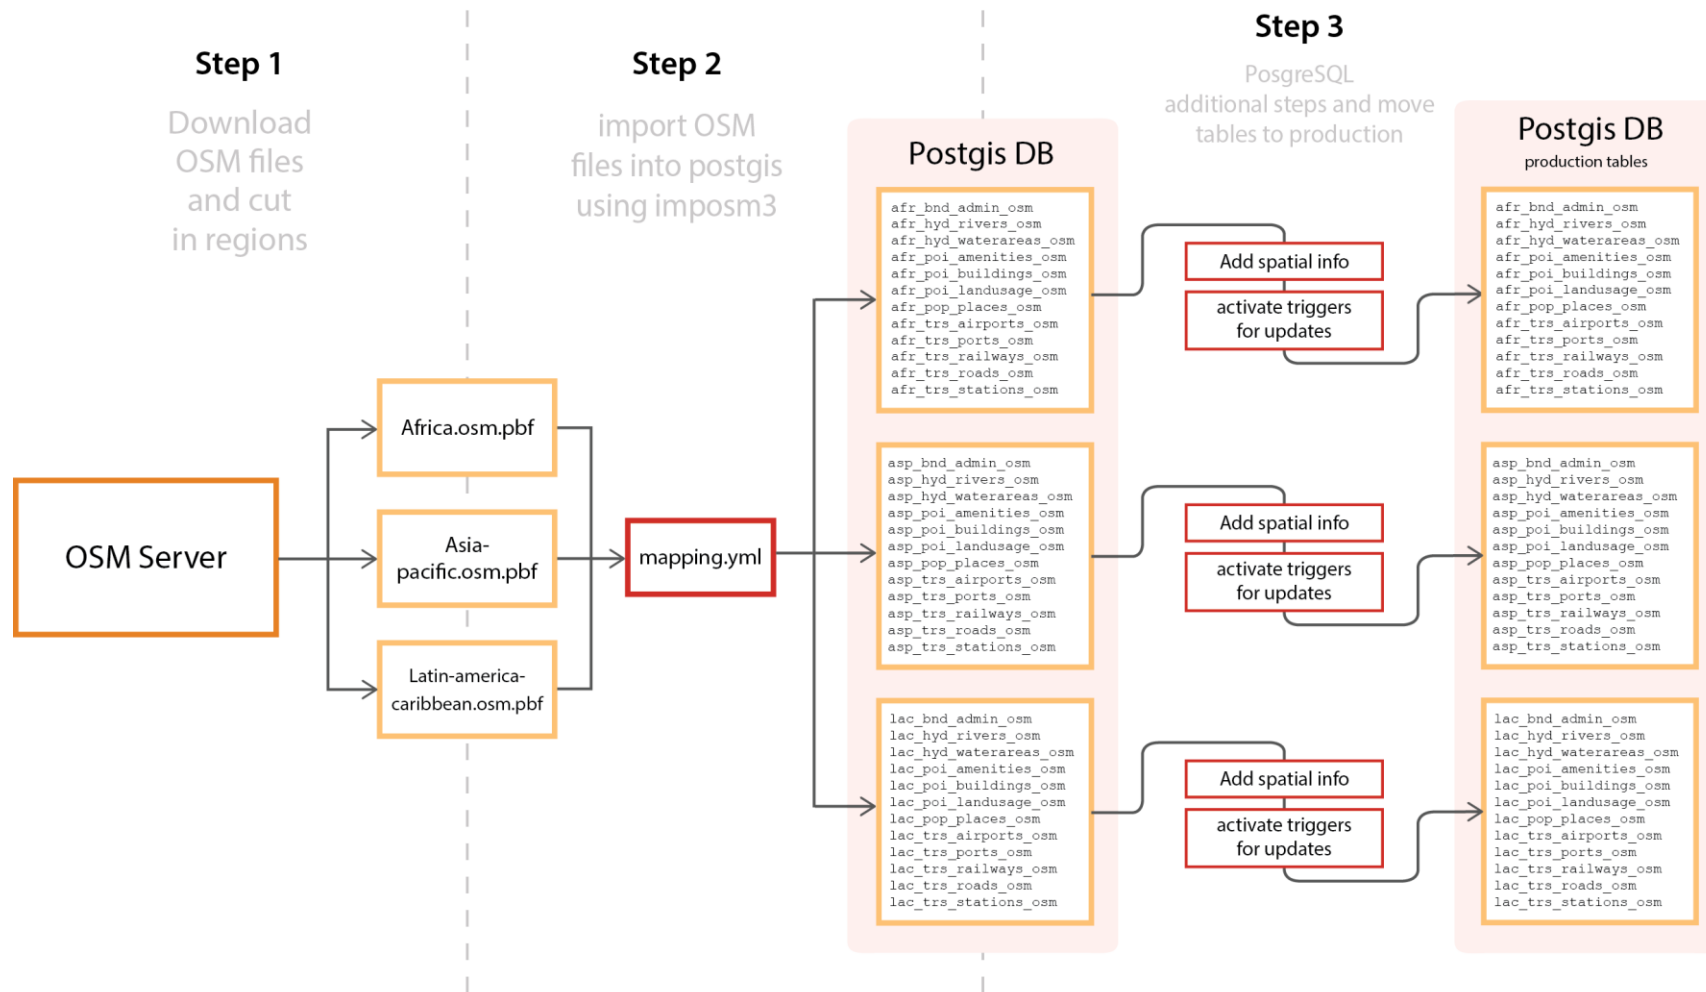 Step 1
Download
OSM files
and cut
in regions
Step 2
import OSM
files into postgis
using imposm3
Step 3
PosgreSQL
additional steps and move
tables to production
OSM Server
Africa.osm.pbf
Asia-
pacific.osm.pbf
Latin-america-
caribbean.osm.pbf
mapping.yml
Postgis DB
afr_bnd_admin_osm
afr_hyd_rivers_osm
afr_hyd_waterareas_osm
afr_poi_amenities_osm
afr_poi_buildings_osm
afr_poi_landusage_osm
afr_pop_places_osm
afr_trs_airports_osm
afr_trs_ports_osm
afr_trs_railways_osm
afr_trs_roads_osm
afr_trs_stations_osm
asp_bnd_admin_osm
asp_hyd_rivers_osm
asp_hyd_waterareas_osm
asp_poi_amenities_osm
asp_poi_buildings_osm
asp_poi_landusage_osm
asp_pop_places_osm
asp_trs_airports_osm
asp_trs_ports_osm
asp_trs_railways_osm
asp_trs_roads_osm
asp_trs_stations_osm
lac_bnd_admin_osm
lac_hyd_rivers_osm
lac_hyd_waterareas_osm
lac_poi_amenities_osm
lac_poi_buildings_osm
lac_poi_landusage_osm
lac_pop_places_osm
lac_trs_airports_osm
lac_trs_ports_osm
lac_trs_railways_osm
lac_trs_roads_osm
lac_trs_stations_osm
Add spatial info
activate triggers
for updates
Add spatial info
activate triggers
for updates
Add spatial info
activate triggers
for updates
Postgis DB
production tables
afr_bnd_admin_osm
afr_hyd_rivers_osm
afr_hyd_waterareas_osm
afr_poi_amenities_osm
afr_poi_buildings_osm
afr_poi_landusage_osm
afr_pop_places_osm
afr_trs_airports_osm
afr_trs_ports_osm
afr_trs_railways_osm
afr_trs_roads_osm
afr_trs_stations_osm
asp_bnd_admin_osm
asp_hyd_rivers_osm
asp_hyd_waterareas_osm
asp_poi_amenities_osm
asp_poi_buildings_osm
asp_poi_landusage_osm
asp_pop_places_osm
asp_trs_airports_osm
asp_trs_ports_osm
asp_trs_railways_osm
asp_trs_roads_osm
asp_trs_stations_osm
lac_bnd_admin_osm
lac_hyd_rivers_osm
lac_hyd_waterareas_osm
lac_poi_amenities_osm
lac_poi_buildings_osm
lac_poi_landusage_osm
lac_pop_places_osm
lac_trs_airports_osm
lac_trs_ports_osm
lac_trs_railways_osm
lac_trs_roads_osm
lac_trs_stations_osm